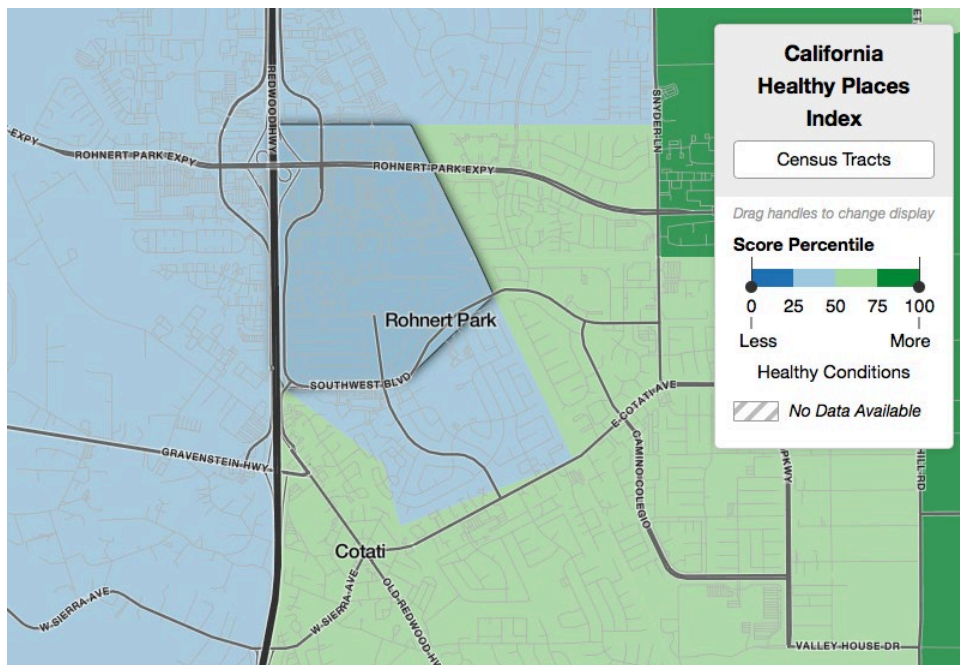 California
Healthy Places
Index
Census Tracts
Drag handles to change display
Score Percentile
0 25 50 75 100
Less More
Healthy Conditions
No Data Available
REDWOOD HWY
SNYDER LN
EXPY
ROHNERT PARK EXPY
ROHNERT PARK EXPY
Rohnert Park
SOUTHWEST BLVD
E COTATI AVE
GRAVENSTEIN HWY
CAMINO COLEGIO
PKWY
HILL RD
Cotati
W SIERRA AVE
W SIERRA AVE
OLD REDWOOD HW
VALLEY HOUSE DR